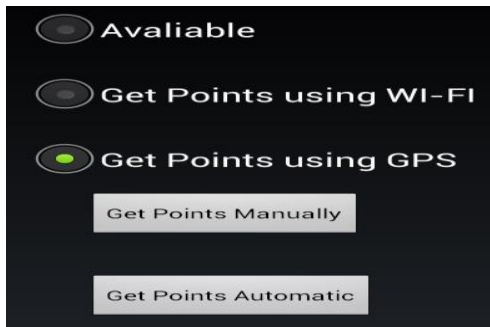 Avaliable
Get Points using WI-FI
Get Points using GPS
Get Points Manually
Get Points Automatic